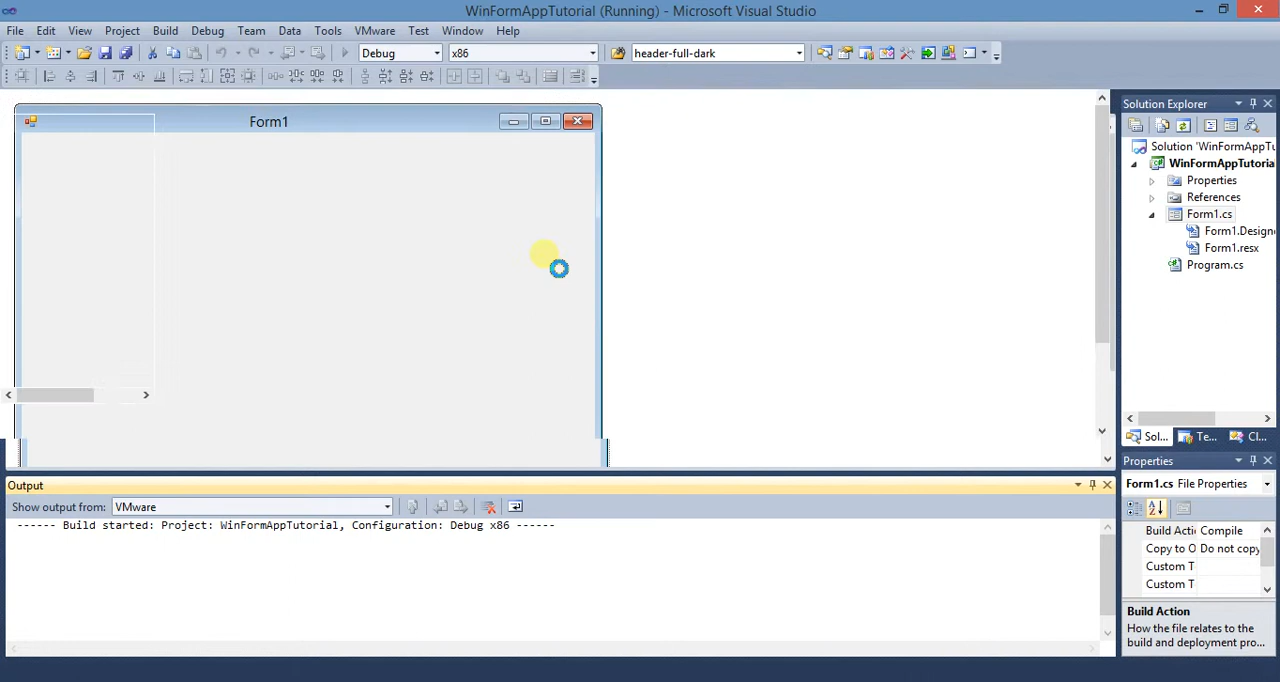 WinFormAppTutorial (Running) - Microsoft Visual Studio
File Edit View Project Build Debug Team Data Tools VMware Test Window Help
Debug x86 header-full-dark
Form1
Solution Explorer
Solution 'WinFormAppTu
WinFormAppTutoria
Properties
References
Form1.cs
Form1.Designe
Form1.resx
Program.cs
Sol... Te... Cl...
Properties
Form1.cs File Properties
Build Acti Compile
Copy to O Do not copy
Custom T
Custom T
Build Action
How the file relates to the
build and deployment pro...
Output
Show output from: VMware
------ Build started: Project: WinFormAppTutorial, Configuration: Debug x86 ------